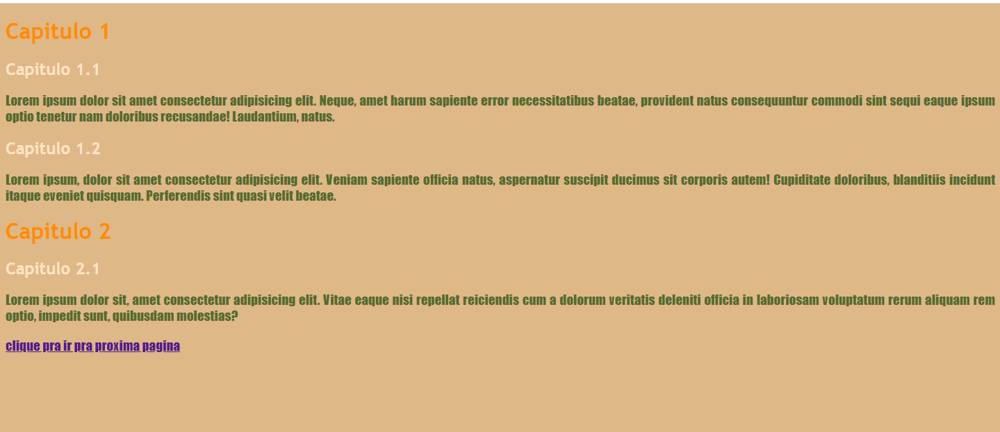 Capitulo 1
Capitulo 1.1
Lorem ipsum dolor sit amet consectetur adipisicing elit. Neque, amet harum sapiente error necessitatibus beatae, provident natus consequuntur commodi sint sequi eaque ipsum
optio tenetur nam doloribus recusandae! Laudantium, natus.
Capitulo 1.2
Lorem ipsum, dolor sit amet consectetur adipisicing elit. Veniam sapiente officia natus, aspernatur suscipit ducimus sit corporis autem! Cupiditate doloribus, blanditiis incidunt
itaque eveniet quisquam. Perferendis sint quasi velit beatae.
Capitulo 2
Capitulo 2.1
Lorem ipsum dolor sit, amet consectetur adipisicing elit. Vitae eaque nisi repellat reiciendis cum a dolorum veritatis deleniti officia in laboriosam voluptatum rerum aliquam rem
optio, impedit sunt, quibusdam molestias?
clique pra ir pra proxima pagina